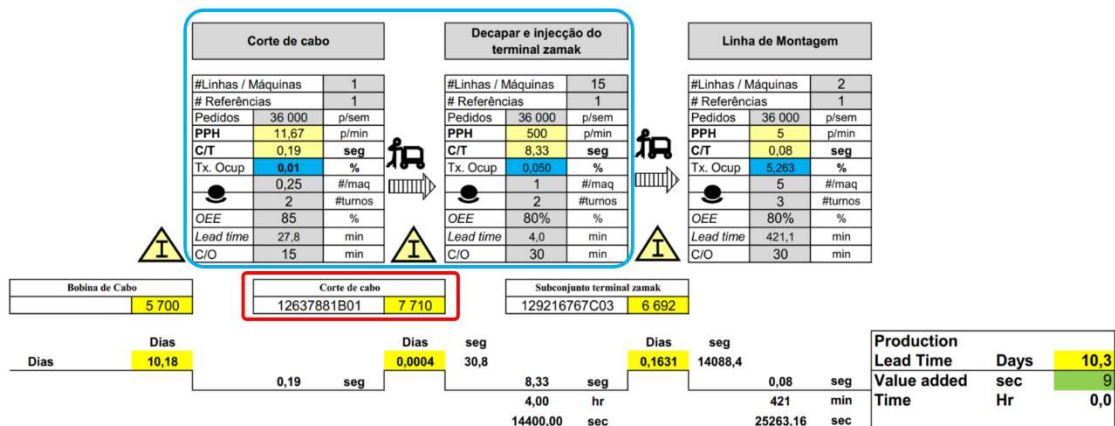 Corte de cabo
#Linhas / Máquinas 1
# Referências 1
Pedidos 36 000 p/sem
PPH 11,67 p/min
C/T 0,19 seg
Tx. Ocup 0,01 %
0,25 #/maq
2 #turnos
OEE 85 %
Lead time 27,8 min
C/O 15 min
Decapar e injecção do
terminal zamak
#Linhas / Máquinas 15
# Referências 1
Pedidos 36 000 p/sem
PPH 500 p/min
C/T 8,33 seg
Tx. Ocup 0,050 %
1 #/maq
2 #turnos
OEE 80% %
Lead time 4,0 min
C/O 30 min
Linha de Montagem
#Linhas / Máquinas 2
# Referências 1
Pedidos 36 000 p/sem
PPH 5 p/min
C/T 0,08 seg
Tx. Ocup 5,263 %
5 #/maq
3 #turnos
OEE 80% %
Lead time 421,1 min
C/O 30 min
I
I
I
Bobina de Cabo
5 700
Corte de cabo
12637881B01 7 710
Subconjunto terminal zamak
129216767C03 6 692
Dias Dias seg Dias seg
Dias 10,18 0,0004 30,8 0,1631 14088,4
0,19 seg 8,33 seg 0,08 seg
4,00 hr 421 min
14400,00 sec 25263,16 sec
Production
Lead Time Days 10,3
Value added sec 9
Time Hr 0,0